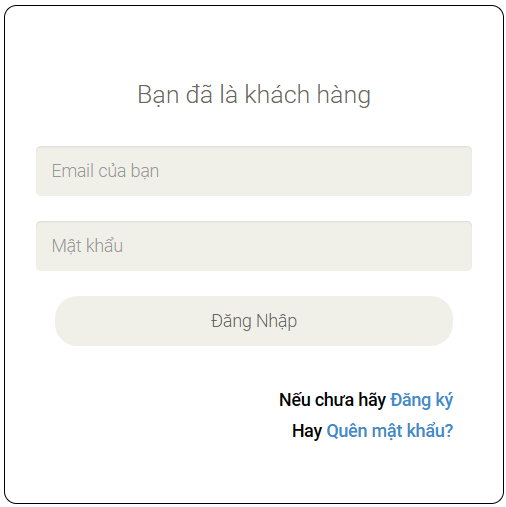 Bạn đã là khách hàng
Email của bạn
Mật khẩu
Đăng Nhập
Nếu chưa hãy Đăng ký
Hay Quên mật khẩu?